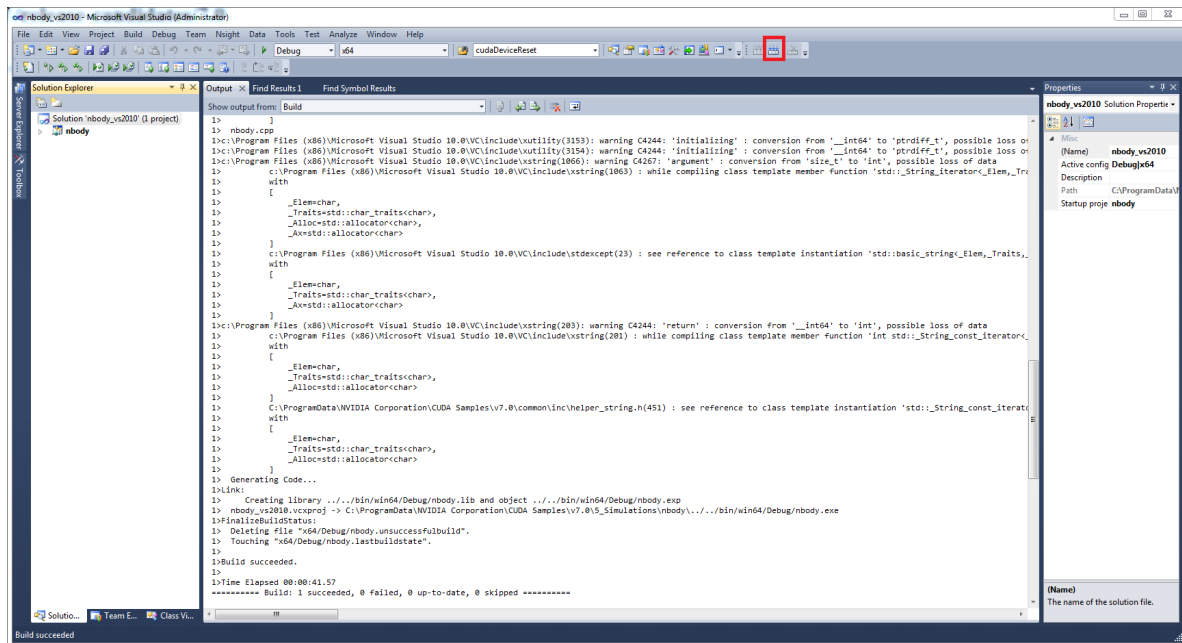 nbody_vs2010 - Microsoft Visual Studio (Administrator)
File Edit View Project Build Debug Team Nsight Data Tools Test Analyze Window Help
Debug x64 cudaDeviceReset
Server Explorer
Toolbox
Solution Explorer
Solution 'nbody_vs2010' (1 project)
nbody
Output Find Results 1 Find Symbol Results
Show output from: Build
1> ]
1> nbody.cpp
1>c:\Program Files (x86)\Microsoft Visual Studio 10.0\VC\include\xutility(3153): warning C4244: 'initializing' : conversion from '__int64' to 'ptrdiff_t', possible loss o
1>c:\Program Files (x86)\Microsoft Visual Studio 10.0\VC\include\xutility(3154): warning C4244: 'initializing' : conversion from '__int64' to 'ptrdiff_t', possible loss o
1>c:\Program Files (x86)\Microsoft Visual Studio 10.0\VC\include\xstring(1066): warning C4267: 'argument' : conversion from 'size_t' to 'int', possible loss of data
1> c:\Program Files (x86)\Microsoft Visual Studio 10.0\VC\include\xstring(1063) : while compiling class template member function 'std::_String_iterator<_Elem,_Tra
1> with
1> [
1> _Elem=char,
1> _Traits=std::char_traits<char>,
1> _Alloc=std::allocator<char>,
1> _Ax=std::allocator<char>
1> ]
1> c:\Program Files (x86)\Microsoft Visual Studio 10.0\VC\include\stdexcept(23) : see reference to class template instantiation 'std::basic_string<_Elem,_Traits,_
1> with
1> [
1> _Elem=char,
1> _Traits=std::char_traits<char>,
1> _Ax=std::allocator<char>
1> ]
1>c:\Program Files (x86)\Microsoft Visual Studio 10.0\VC\include\xstring(203): warning C4244: 'return' : conversion from '__int64' to 'int', possible loss of data
1> c:\Program Files (x86)\Microsoft Visual Studio 10.0\VC\include\xstring(201) : while compiling class template member function 'int std::_String_const_iterator<_
1> with
1> [
1> _Elem=char,
1> _Traits=std::char_traits<char>,
1> _Alloc=std::allocator<char>
1> ]
1> C:\ProgramData\NVIDIA Corporation\CUDA Samples\v7.0\common\inc\helper_string.h(451) : see reference to class template instantiation 'std::_String_const_iterato
1> with
1> [
1> _Elem=char,
1> _Traits=std::char_traits<char>,
1> _Alloc=std::allocator<char>
1> ]
1> Generating Code...
1>Link:
1> Creating library ../../bin/win64/Debug/nbody.lib and object ../../bin/win64/Debug/nbody.exp
1> nbody_vs2010.vcxproj -> C:\ProgramData\NVIDIA Corporation\CUDA Samples\v7.0\5_Simulations\nbody\../../bin/win64/Debug/nbody.exe
1>FinalizeBuildStatus:
1> Deleting file "x64/Debug/nbody.unsuccessfulbuild".
1> Touching "x64/Debug/nbody.lastbuildstate".
1>
1>Build succeeded.
1>
1>Time Elapsed 00:00:41.57
========== Build: 1 succeeded, 0 failed, 0 up-to-date, 0 skipped ==========
Properties
nbody_vs2010 Solution Propertie
Misc
(Name) nbody_vs2010
Active config Debug|x64
Description
Path C:\ProgramData\N
Startup proje nbody
(Name)
The name of the solution file.
Solutio... Team E... Class Vi...
Build succeeded